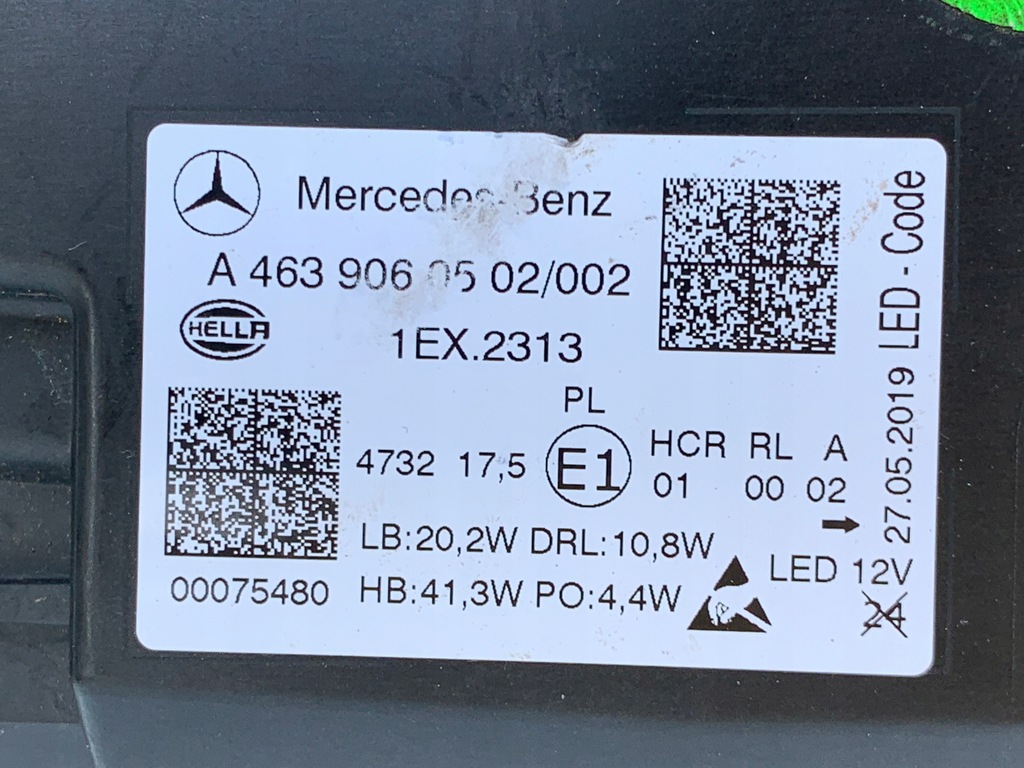 Mercedes-Benz
A 463 906 05 02/002
HELLA
1EX.2313
PL
4732 17,5 E1 HCR RL A
01 00 02
LB:20,2W DRL:10,8W
00075480 HB:41,3W PO:4,4W
LED 12V
24
27.05.2019 LED - Code